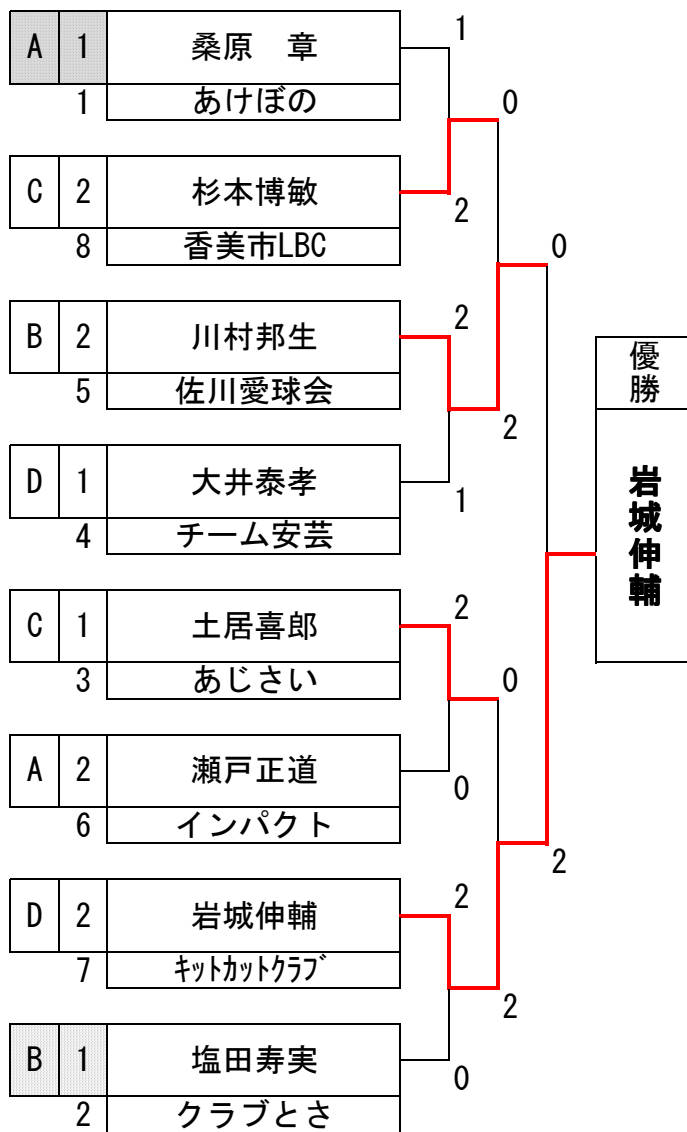 A 1 桑原 章 1
1 あけぼの 0
C 2 杉本博敏 2
8 香美市LBC 0
B 2 川村邦生 2
5 佐川愛球会 2
D 1 大井泰孝 1
4 チーム安芸
優勝
岩城伸輔
C 1 土居喜郎 2
3 あじさい 0
A 2 瀬戸正道 0
6 インパクト 2
D 2 岩城伸輔 2
7 キットカットクラブ 2
B 1 塩田寿実 0
2 クラブとさ